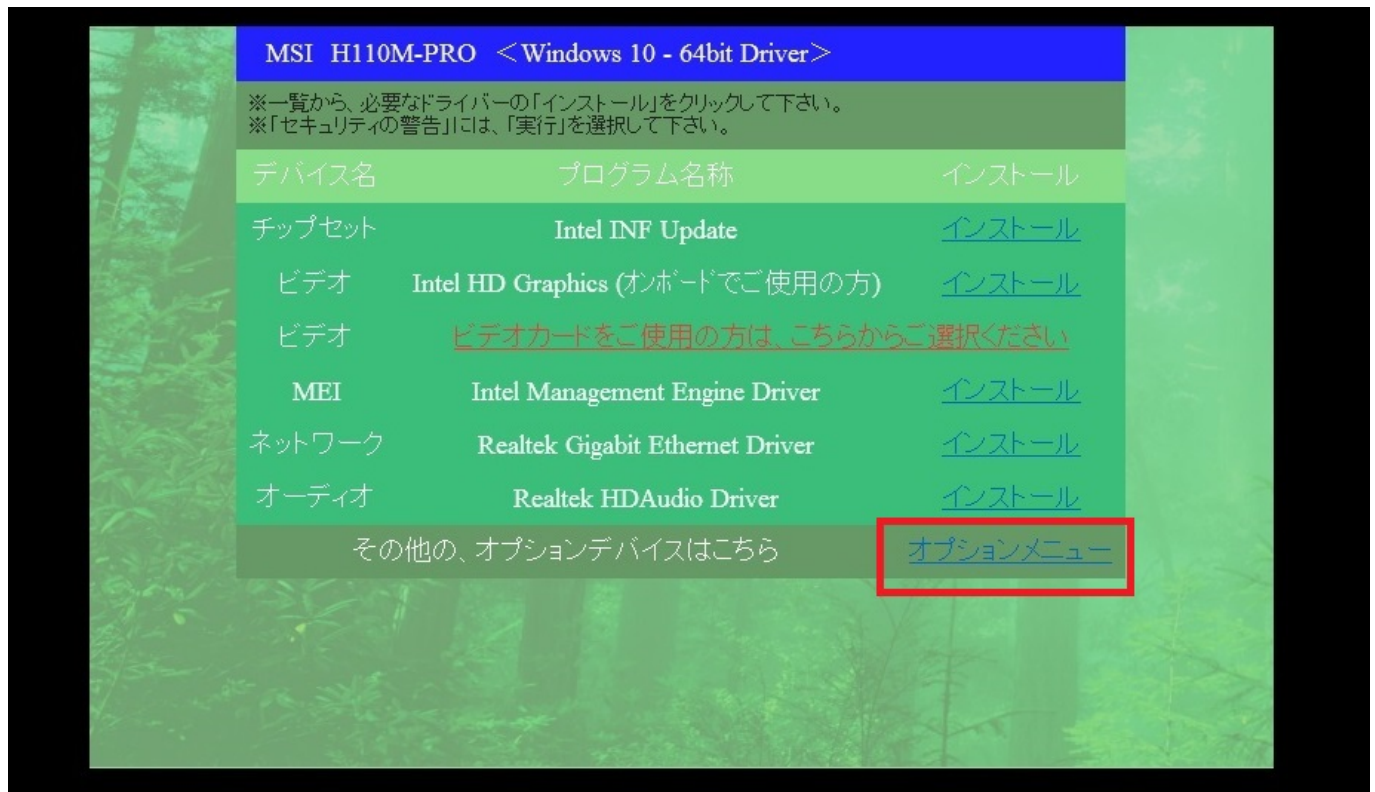 MSI H110M-PRO ＜Windows 10 - 64bit Driver＞
※一覧から、必要なドライバーの「インストール」をクリックして下さい。
※「セキュリティの警告」には、「実行」を選択して下さい。
デバイス名 プログラム名称 インストール
チップセット Intel INF Update インストール
ビデオ Intel HD Graphics (ｵﾝﾎﾞｰﾄﾞでご使用の方) インストール
ビデオ ビデオカードをご使用の方は、こちらからご選択ください
MEI Intel Management Engine Driver インストール
ネットワーク Realtek Gigabit Ethernet Driver インストール
オーディオ Realtek HDAudio Driver インストール
その他の、オプションデバイスはこちら オプションメニュー